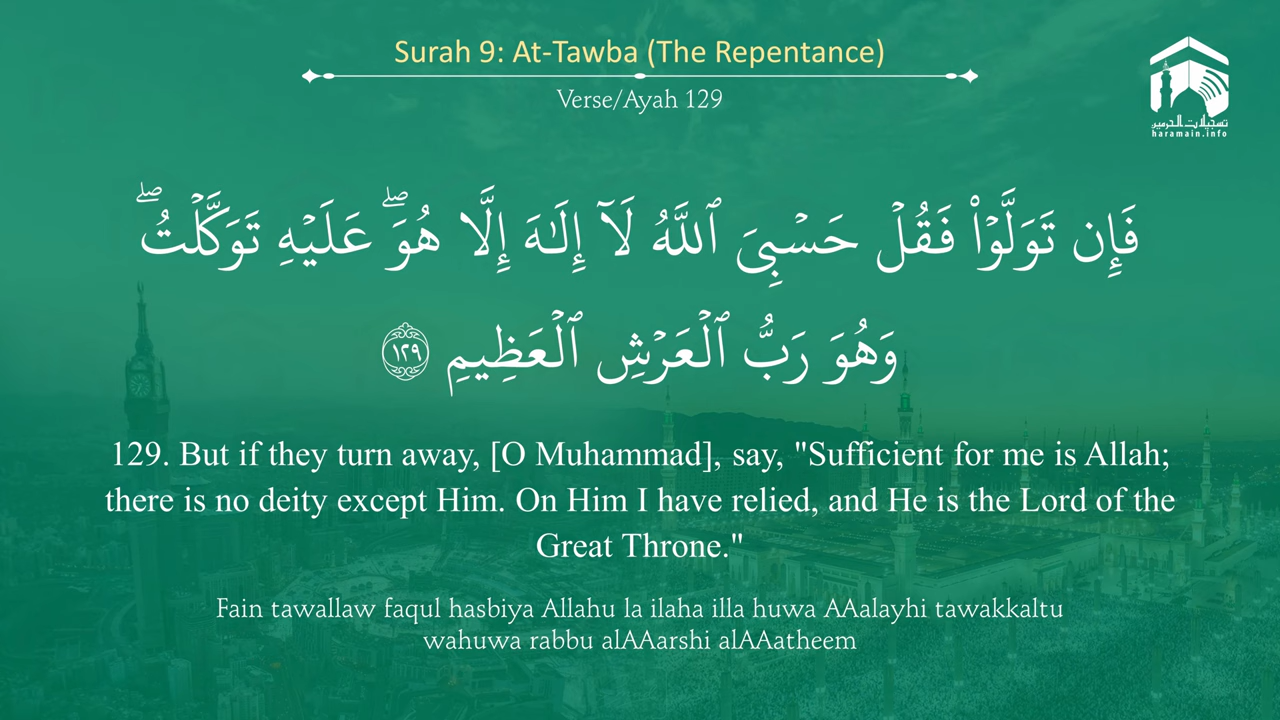 Surah 9: At-Tawba (The Repentance)
Verse/Ayah 129
تسجيلات الحرمين
haramain.info
فَإِن تَوَلَّوْا۟ فَقُلْ حَسْبِىَ ٱللَّهُ لَآ إِلَـٰهَ إِلَّا هُوَ ۖ عَلَيْهِ تَوَكَّلْتُ ۖ
وَهُوَ رَبُّ ٱلْعَرْشِ ٱلْعَظِيمِ ١٢٩
129. But if they turn away, [O Muhammad], say, "Sufficient for me is Allah;
there is no deity except Him. On Him I have relied, and He is the Lord of the
Great Throne."
Fain tawallaw faqul hasbiya Allahu la ilaha illa huwa AAalayhi tawakkaltu
wahuwa rabbu alAAarshi alAAatheem